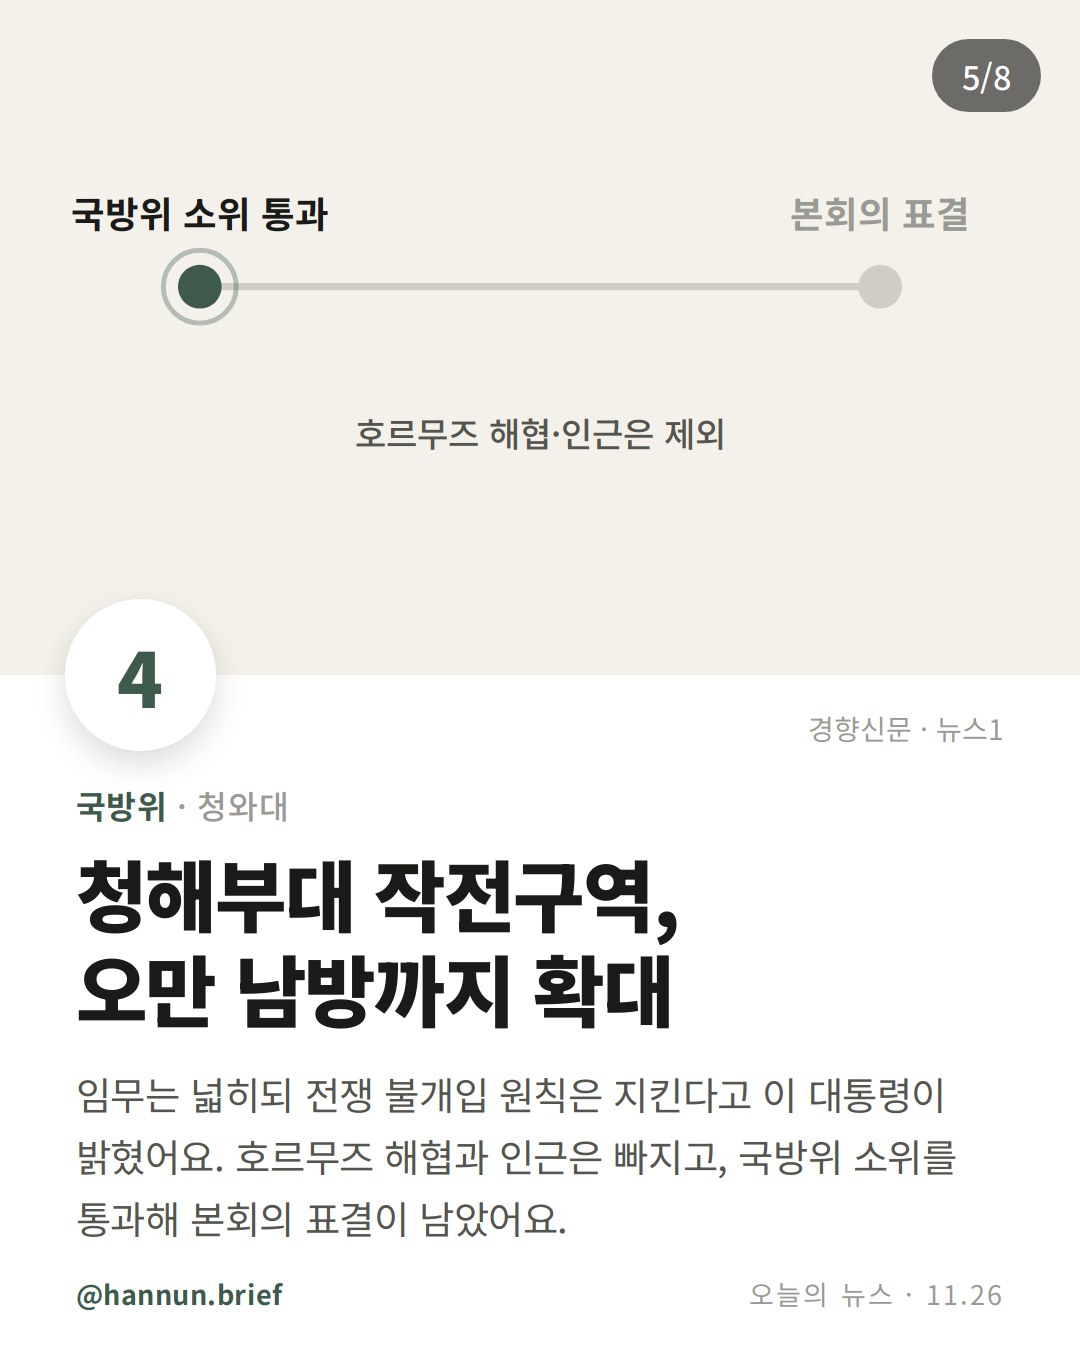 5/8
국방위 소위 통과
본회의 표결
호르무즈 해협·인근은 제외
4
경향신문 · 뉴스1
국방위 · 청와대
청해부대 작전구역,
오만 남방까지 확대
임무는 넓히되 전쟁 불개입 원칙은 지킨다고 이 대통령이
밝혔어요. 호르무즈 해협과 인근은 빠지고, 국방위 소위를
통과해 본회의 표결이 남았어요.
@hannun.brief
오늘의 뉴스 · 11.26